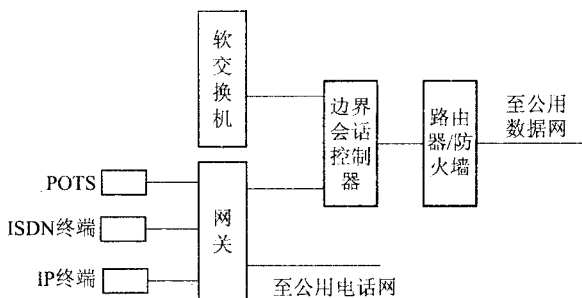 软
交
换
机
边界
会话
控制
器
路由
器/防
火墙
至公用
数据网
POTS
ISDN终端
IP终端
网
关
至公用电话网